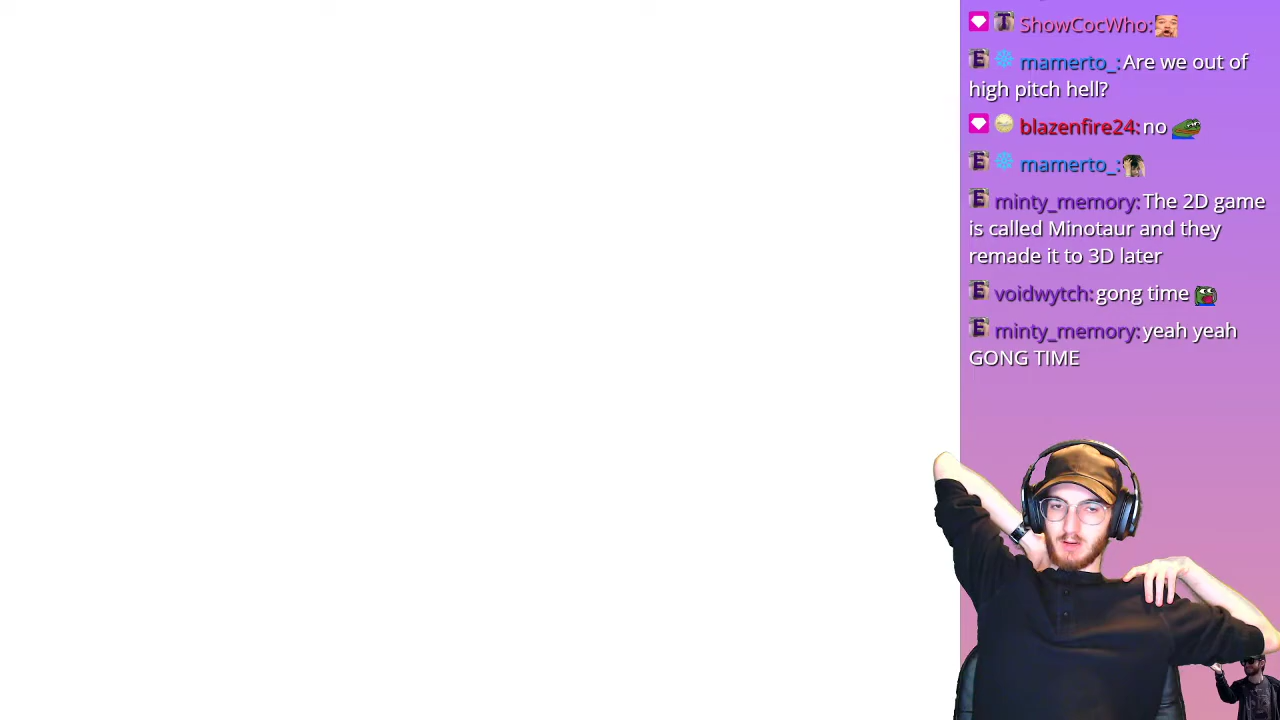 ShowCocWho:
mamerto_: Are we out of
high pitch hell?
blazenfire24: no
mamerto_:
minty_memory: The 2D game
is called Minotaur and they
remade it to 3D later
voidwytch: gong time
minty_memory: yeah yeah
GONG TIME